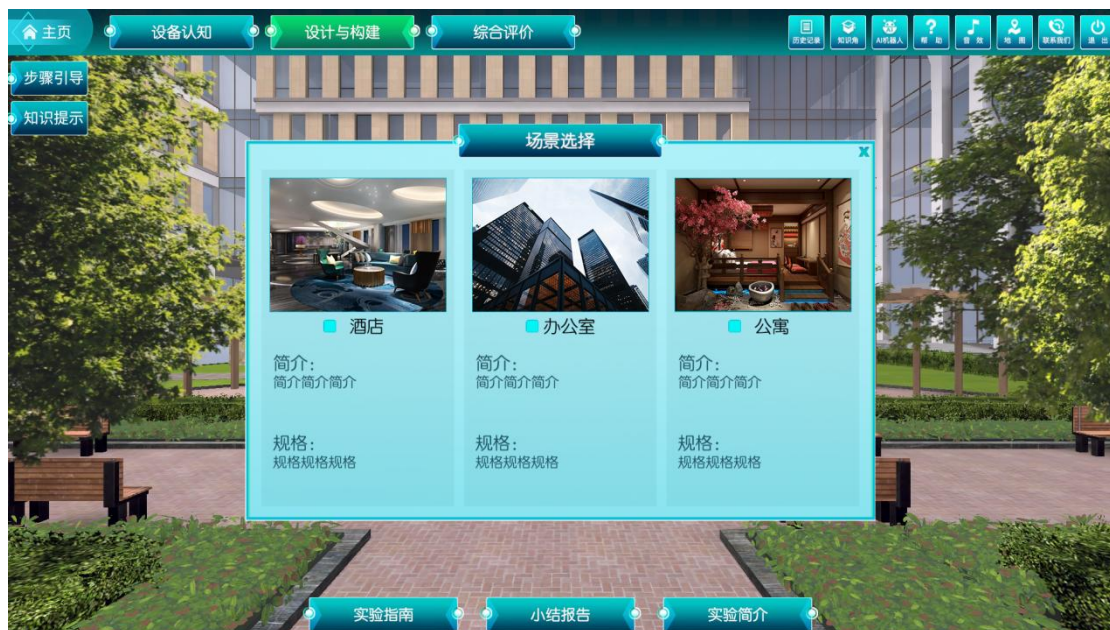 主页
设备认知
设计与构建
综合评价
历史记录
知识角
AI机器人
帮助
音效
地图
联系我们
退出
步骤引导
知识提示
场景选择
X
酒店
办公室
公寓
简介：
简介简介简介
简介：
简介简介简介
简介：
简介简介简介
规格：
规格规格规格
规格：
规格规格规格
规格：
规格规格规格
实验指南
小结报告
实验简介